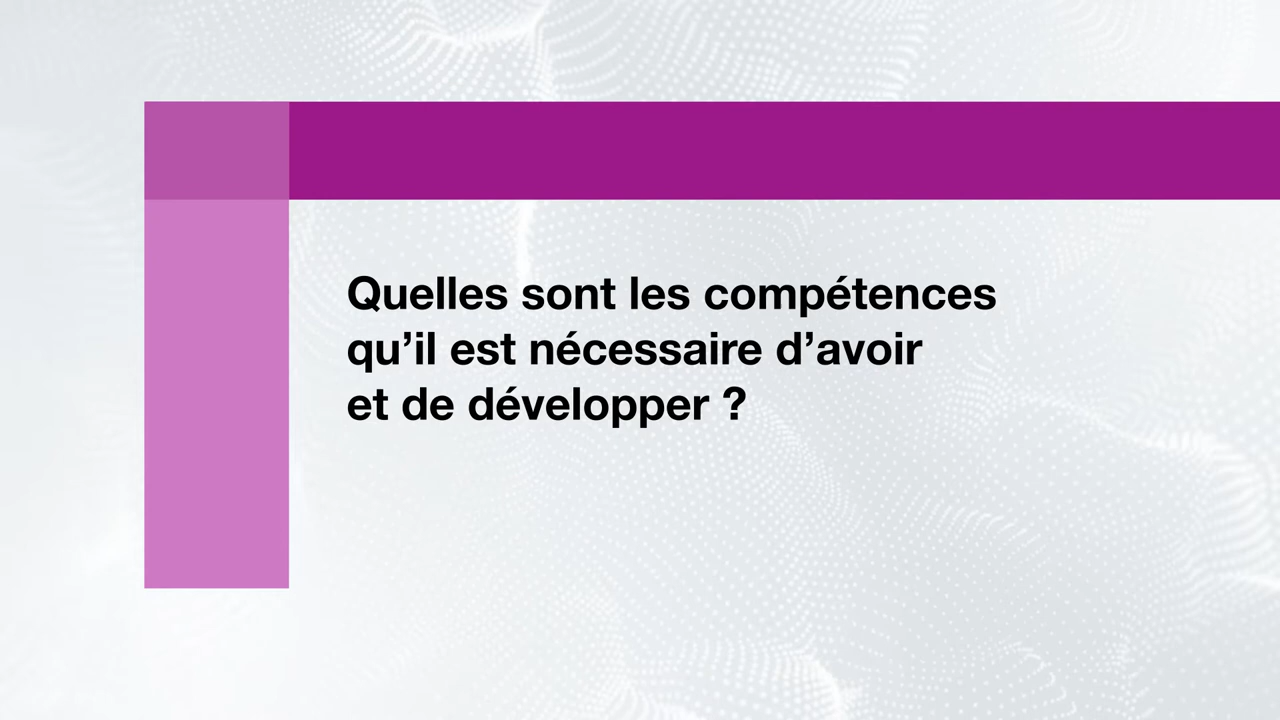 Quelles sont les compétences
qu’il est nécessaire d’avoir
et de développer ?